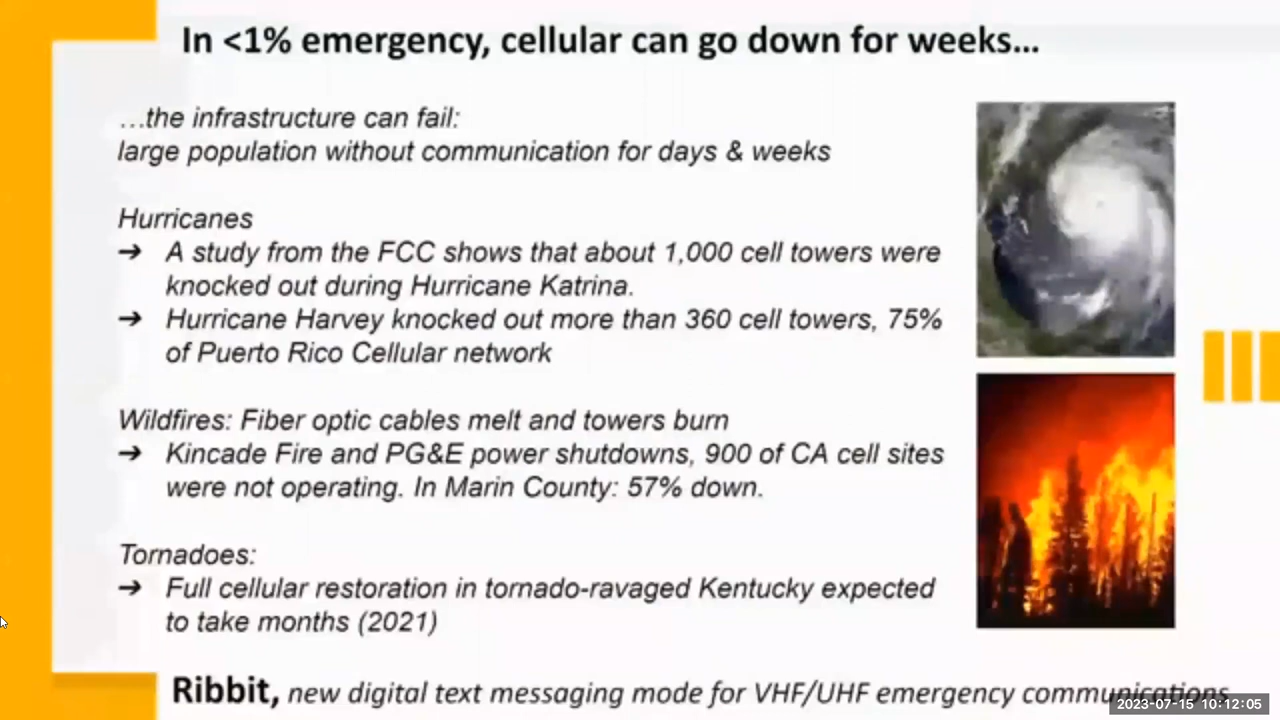 In <1% emergency, cellular can go down for weeks...
...the infrastructure can fail:
large population without communication for days & weeks
Hurricanes
➔ A study from the FCC shows that about 1,000 cell towers were
knocked out during Hurricane Katrina.
➔ Hurricane Harvey knocked out more than 360 cell towers, 75%
of Puerto Rico Cellular network
Wildfires: Fiber optic cables melt and towers burn
➔ Kincade Fire and PG&E power shutdowns, 900 of CA cell sites
were not operating. In Marin County: 57% down.
Tornadoes:
➔ Full cellular restoration in tornado-ravaged Kentucky expected
to take months (2021)
Ribbit, new digital text messaging mode for VHF/UHF emergency communications
2023-07-15 10:12:05